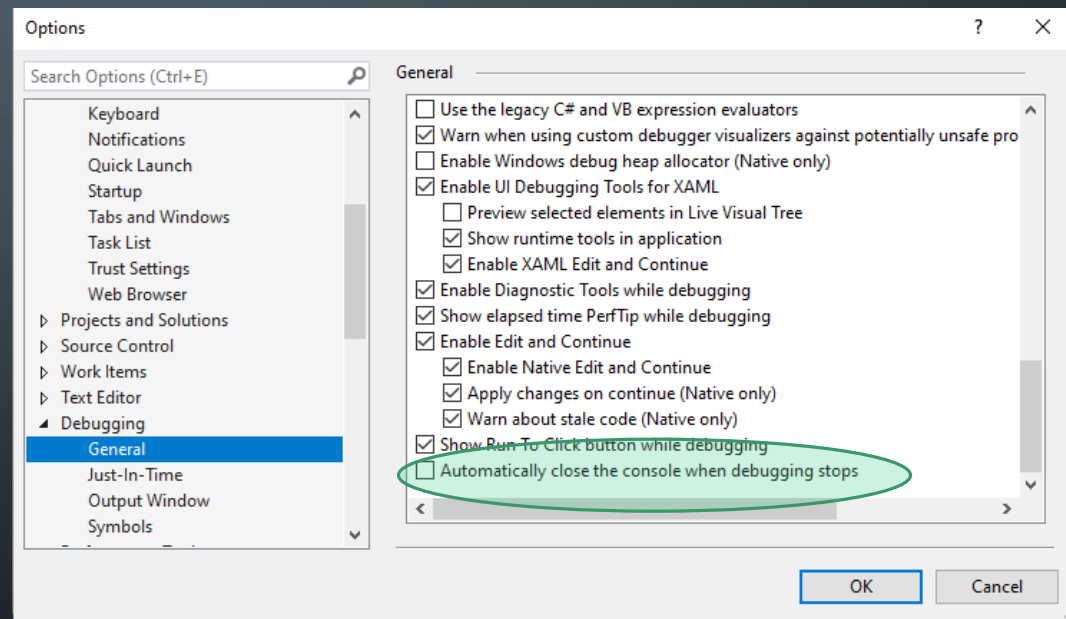 Options
?
Search Options (Ctrl+E)
Keyboard
Notifications
Quick Launch
Startup
Tabs and Windows
Task List
Trust Settings
Web Browser
Projects and Solutions
Source Control
Work Items
Text Editor
Debugging
General
Just-In-Time
Output Window
Symbols
General
Use the legacy C# and VB expression evaluators
Warn when using custom debugger visualizers against potentially unsafe pro
Enable Windows debug heap allocator (Native only)
Enable UI Debugging Tools for XAML
Preview selected elements in Live Visual Tree
Show runtime tools in application
Enable XAML Edit and Continue
Enable Diagnostic Tools while debugging
Show elapsed time PerfTip while debugging
Enable Edit and Continue
Enable Native Edit and Continue
Apply changes on continue (Native only)
Warn about stale code (Native only)
Show Run To Click button while debugging
Automatically close the console when debugging stops
OK
Cancel